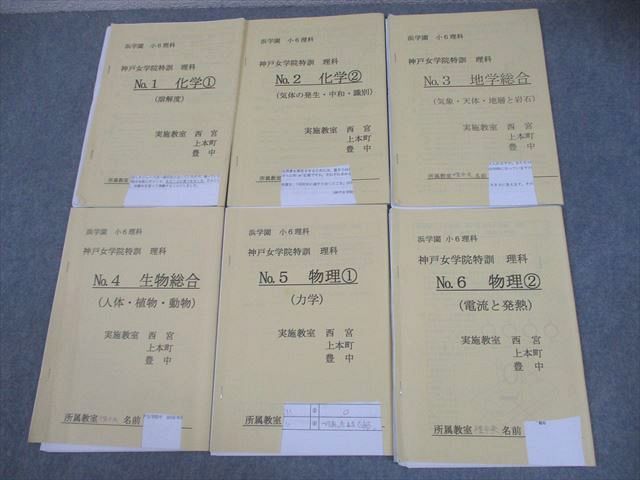 浜学園 小6理科
神戸女学院特訓 理科
No.1 化学①
(溶解度)
実施教室 西宮
上本町
豊中
所属教室
浜学園 小6理科
神戸女学院特訓 理科
No.2 化学②
(気体の発生・中和・識別)
実施教室 西宮
上本町
豊中
所属教室
浜学園 小6理科
神戸女学院特訓 理科
No.3 地学総合
(気象・天体・地層と岩石)
実施教室 西宮
上本町
豊中
所属教室 名前
浜学園 小6理科
神戸女学院特訓 理科
No.4 生物総合
(人体・植物・動物)
実施教室 西宮
上本町
豊中
所属教室 名前
浜学園 小6理科
神戸女学院特訓 理科
No.5 物理①
(力学)
実施教室 西宮
上本町
豊中
浜学園 小6理科
神戸女学院特訓 理科
No.6 物理②
(電流と発熱)
実施教室 西宮
上本町
豊中
所属教室 名前